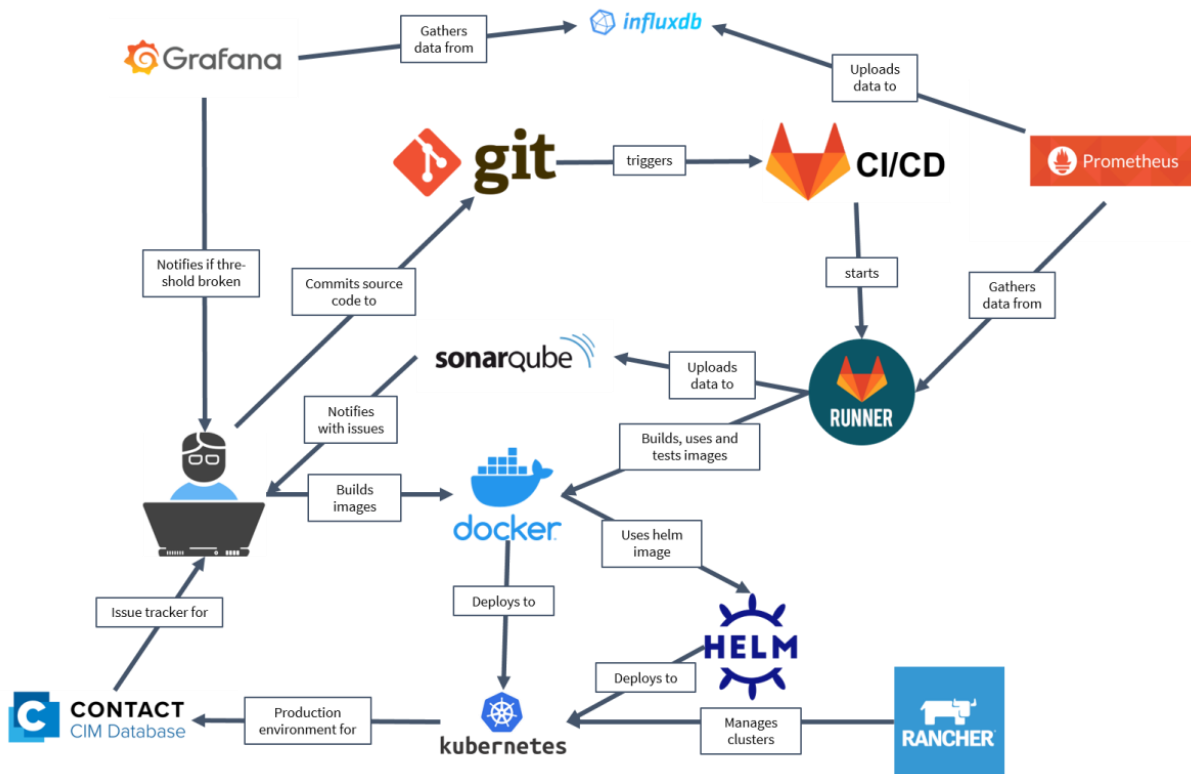 influxdb
Gathers
data from
Grafana
Uploads
data to
git
triggers
CI/CD
Prometheus
Notifies if thre-
shold broken
Commits source
code to
starts
Gathers
data from
sonarqube
Uploads
data to
RUNNER
Notifies
with issues
Builds, uses and
tests images
Builds
images
docker
Uses helm
image
Issue tracker for
Deploys to
HELM
Deploys to
CONTACT
CIM Database
Production
environment for
kubernetes
Manages
clusters
RANCHER